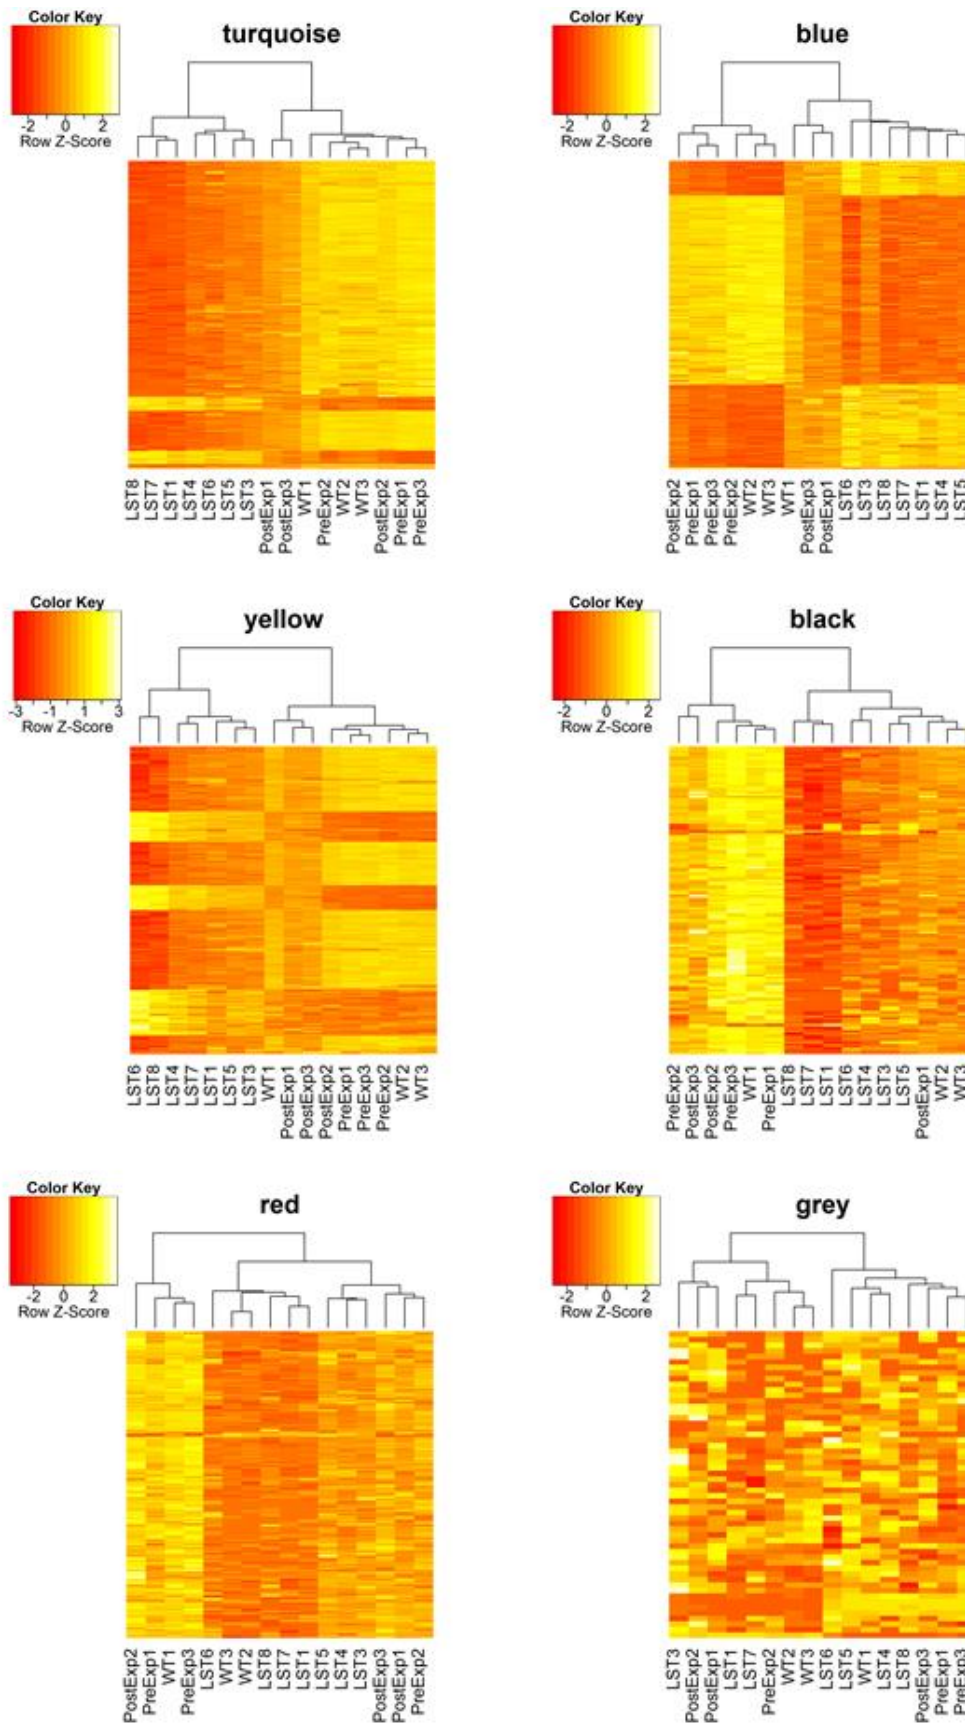 Color Key
turquoise
-2 0 2
Row Z-Score
LST8
LST7
LST1
LST4
LST6
LST5
LST3
PostExp1
PostExp3
WT1
PreExp2
WT2
WT3
PostExp2
PreExp1
PreExp3
Color Key
blue
-2 0 2
Row Z-Score
PostExp2
PreExp1
PreExp3
PreExp2
WT2
WT3
WT1
PostExp3
PostExp1
LST6
LST3
LST8
LST7
LST1
LST4
LST5
Color Key
yellow
-3 -1 1 3
Row Z-Score
LST6
LST8
LST4
LST7
LST1
LST5
LST3
WT1
PostExp1
PostExp3
PostExp2
PreExp1
PreExp3
PreExp2
WT2
WT3
Color Key
black
-2 0 2
Row Z-Score
PreExp2
PostExp3
PostExp2
PreExp3
WT1
PreExp1
LST8
LST7
LST1
LST6
LST4
LST3
LST5
PostExp1
WT2
WT3
Color Key
red
-2 0 2
Row Z-Score
PostExp2
PreExp1
WT1
PreExp3
LST6
WT3
WT2
LST8
LST7
LST1
LST5
LST4
LST3
PostExp3
PostExp1
PreExp2
Color Key
grey
-2 0 2
Row Z-Score
LST3
PostExp2
PostExp1
LST1
LST7
PreExp2
WT2
WT3
LST6
LST5
WT1
LST4
LST8
PostExp3
PreExp1
PreExp3